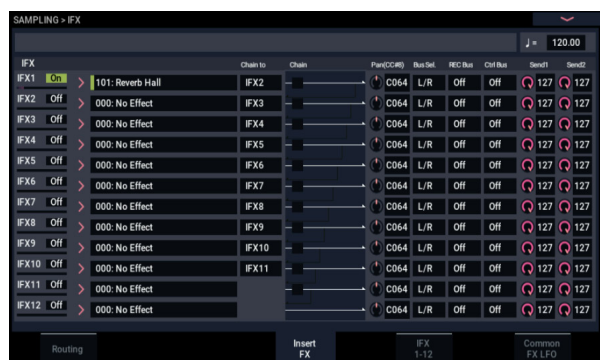 SAMPLING > IFX
♩ = 120.00
IFX Chain to Chain Pan(CC#8) Bus Sel. REC Bus Ctrl Bus Send1 Send2
IFX1 On 101: Reverb Hall IFX2 C064 L/R Off Off 127 127
IFX2 Off 000: No Effect IFX3 C064 L/R Off Off 127 127
IFX3 Off 000: No Effect IFX4 C064 L/R Off Off 127 127
IFX4 Off 000: No Effect IFX5 C064 L/R Off Off 127 127
IFX5 Off 000: No Effect IFX6 C064 L/R Off Off 127 127
IFX6 Off 000: No Effect IFX7 C064 L/R Off Off 127 127
IFX7 Off 000: No Effect IFX8 C064 L/R Off Off 127 127
IFX8 Off 000: No Effect IFX9 C064 L/R Off Off 127 127
IFX9 Off 000: No Effect IFX10 C064 L/R Off Off 127 127
IFX10 Off 000: No Effect IFX11 C064 L/R Off Off 127 127
IFX11 Off 000: No Effect C064 L/R Off Off 127 127
IFX12 Off 000: No Effect C064 L/R Off Off 127 127
Routing Insert FX IFX 1-12 Common FX LFO